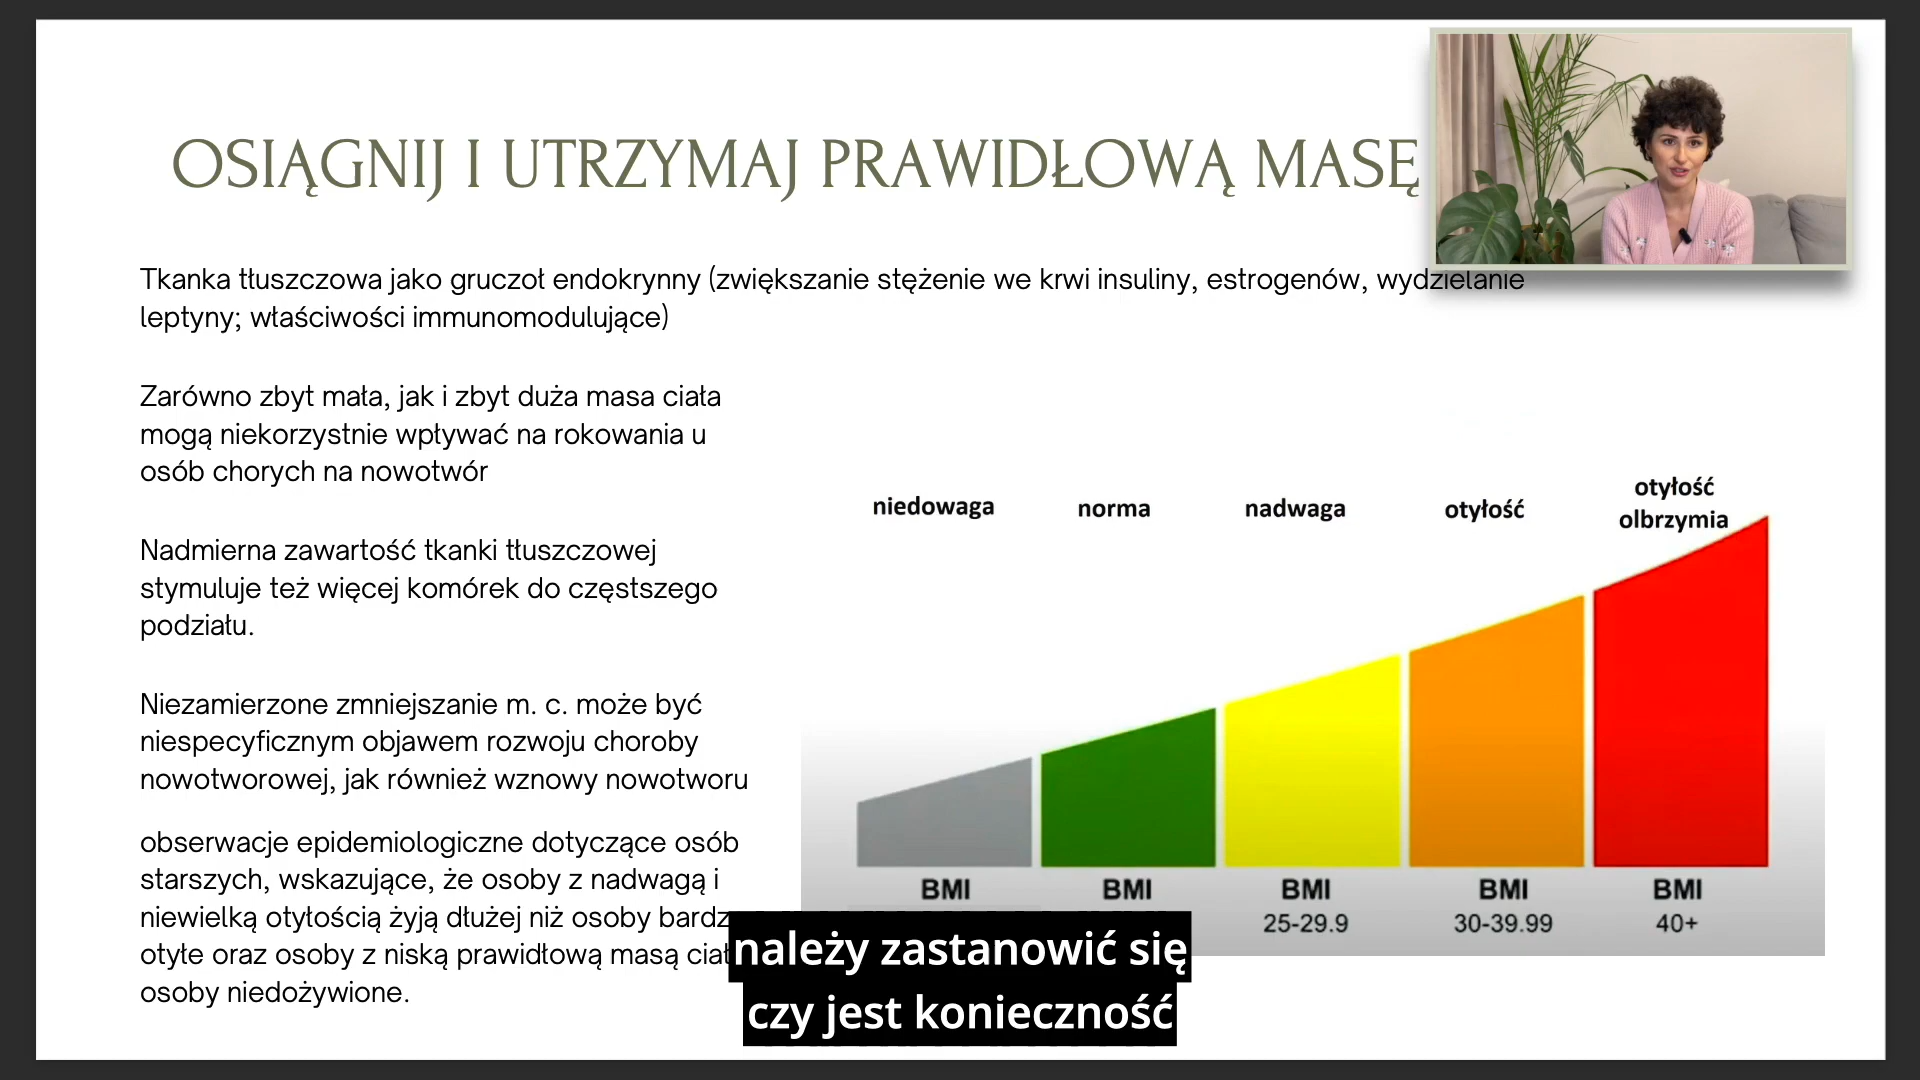 OSIĄGNIJ I UTRZYMAJ PRAWIDŁOWĄ MASĘ
Tkanka tłuszczowa jako gruczoł endokrynny (zwiększanie stężenie we krwi insuliny, estrogenów, wydzielanie
leptyny; właściwości immunomodulujące)
Zarówno zbyt mała, jak i zbyt duża masa ciała
mogą niekorzystnie wpływać na rokowania u
osób chorych na nowotwór
Nadmierna zawartość tkanki tłuszczowej
stymuluje też więcej komórek do częstszego
podziału.
Niezamierzone zmniejszanie m. c. może być
niespecyficznym objawem rozwoju choroby
nowotworowej, jak również wznowy nowotworu
obserwacje epidemiologiczne dotyczące osób
starszych, wskazujące, że osoby z nadwagą i
niewielką otyłością żyją dłużej niż osoby
otyłe oraz osoby z niską prawidłową masą
osoby niedożywione.
niedowaga
norma
nadwaga
otyłość
otyłość
olbrzymia
BMI
BMI
BMI
25-29.9
BMI
30-39.99
BMI
40+
należy zastanowić się
czy jest konieczność